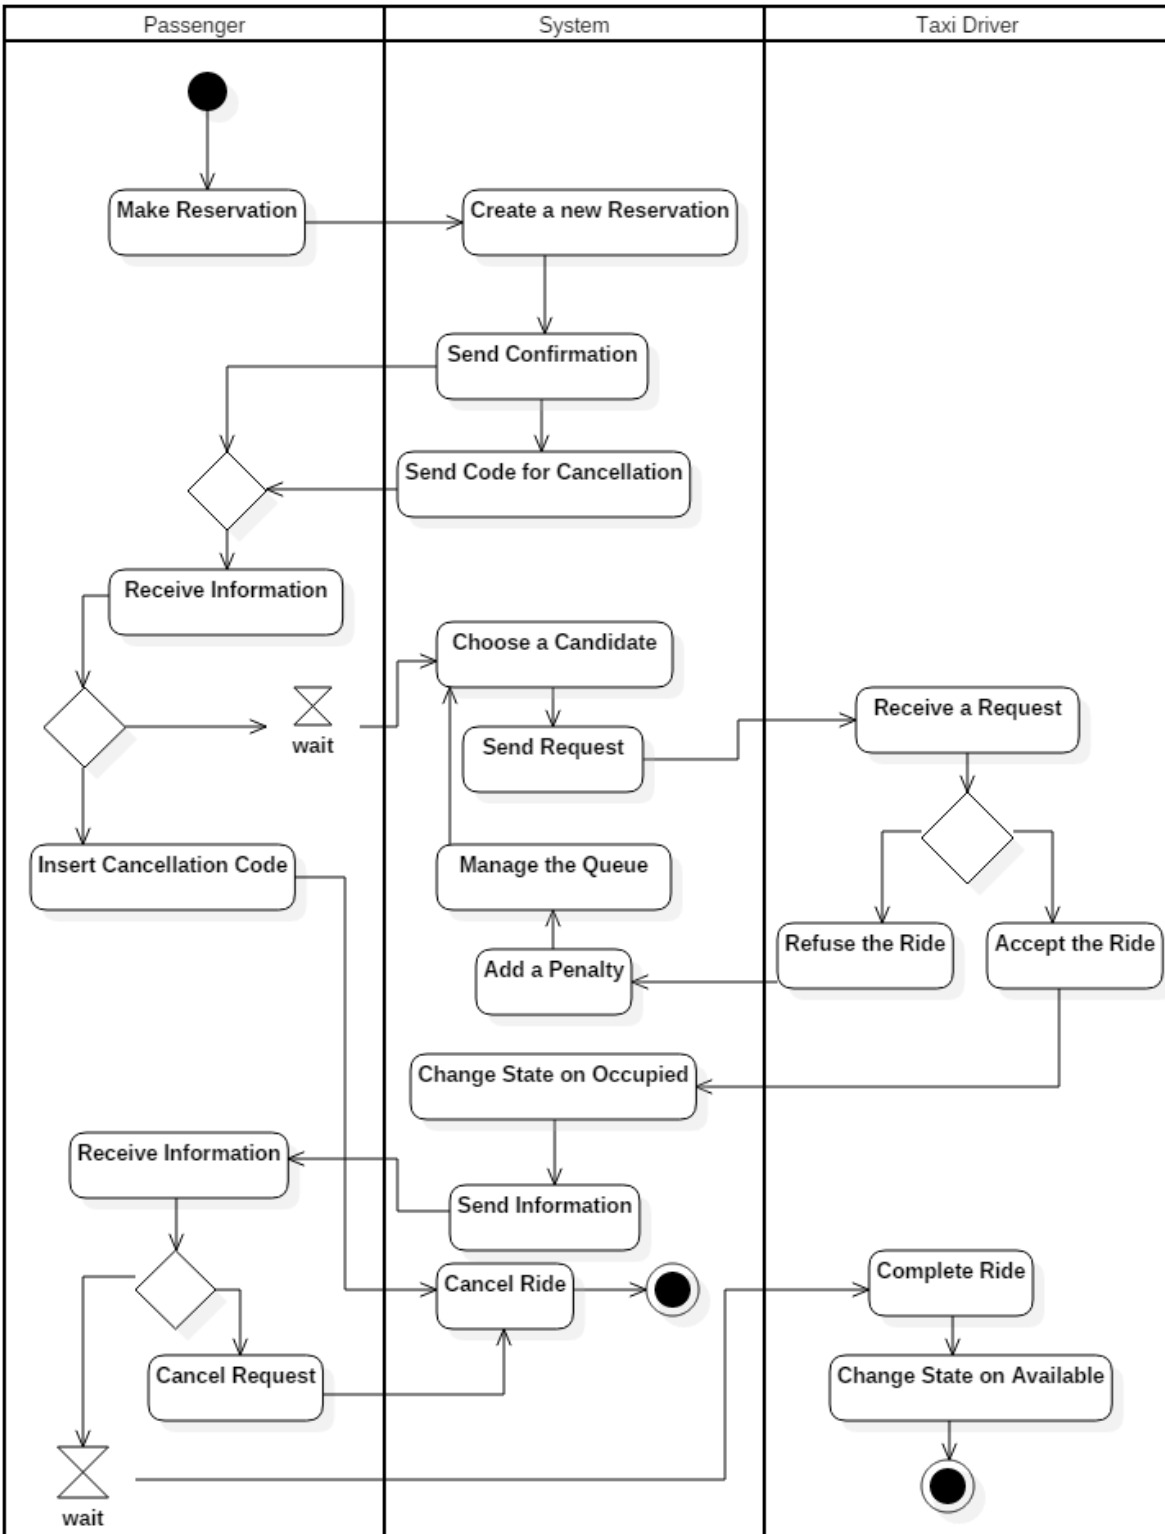 Passenger
System
Taxi Driver
Make Reservation
Create a new Reservation
Send Confirmation
Send Code for Cancellation
Receive Information
Choose a Candidate
Receive a Request
wait
Send Request
Insert Cancellation Code
Manage the Queue
Refuse the Ride
Accept the Ride
Add a Penalty
Change State on Occupied
Receive Information
Send Information
Cancel Ride
Complete Ride
Cancel Request
Change State on Available
wait